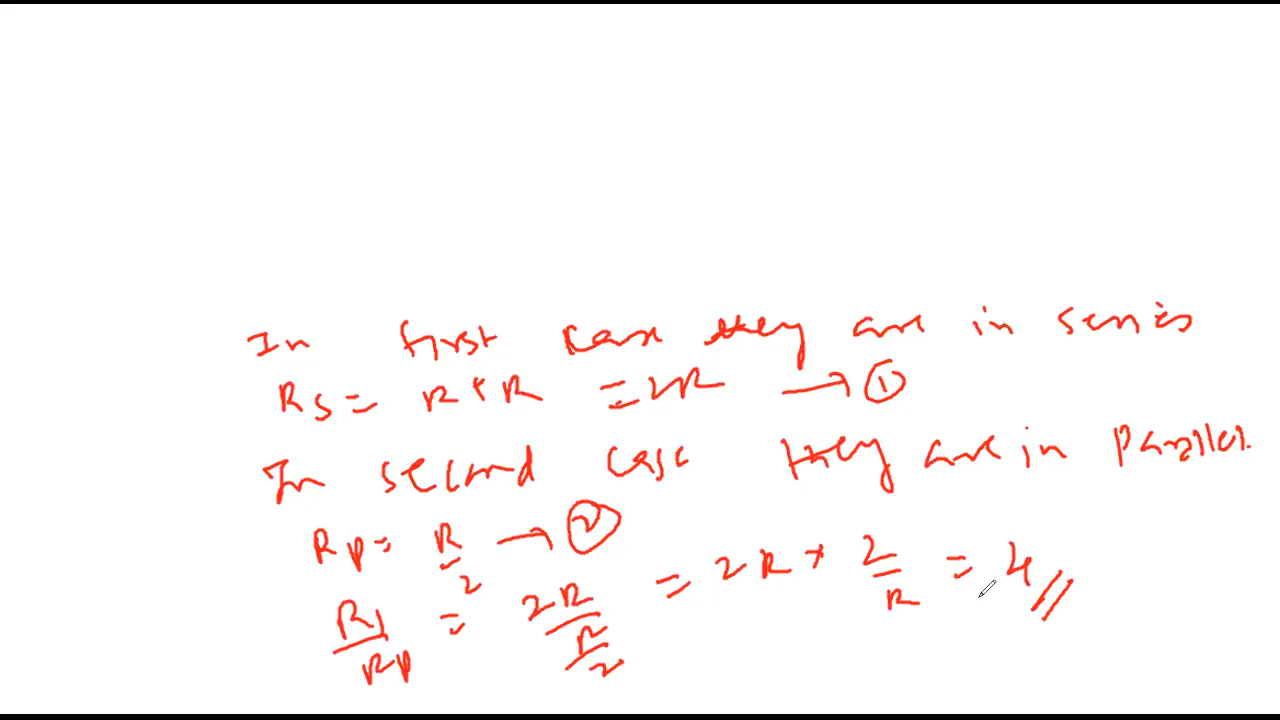 In first case they are in series
Rs = R + R = 2R → ①
In second case they are in Parallel.
Rp = R/2 → ②
Rs/Rp = 2R/(R/2) = 2R × 2/R = 4 //